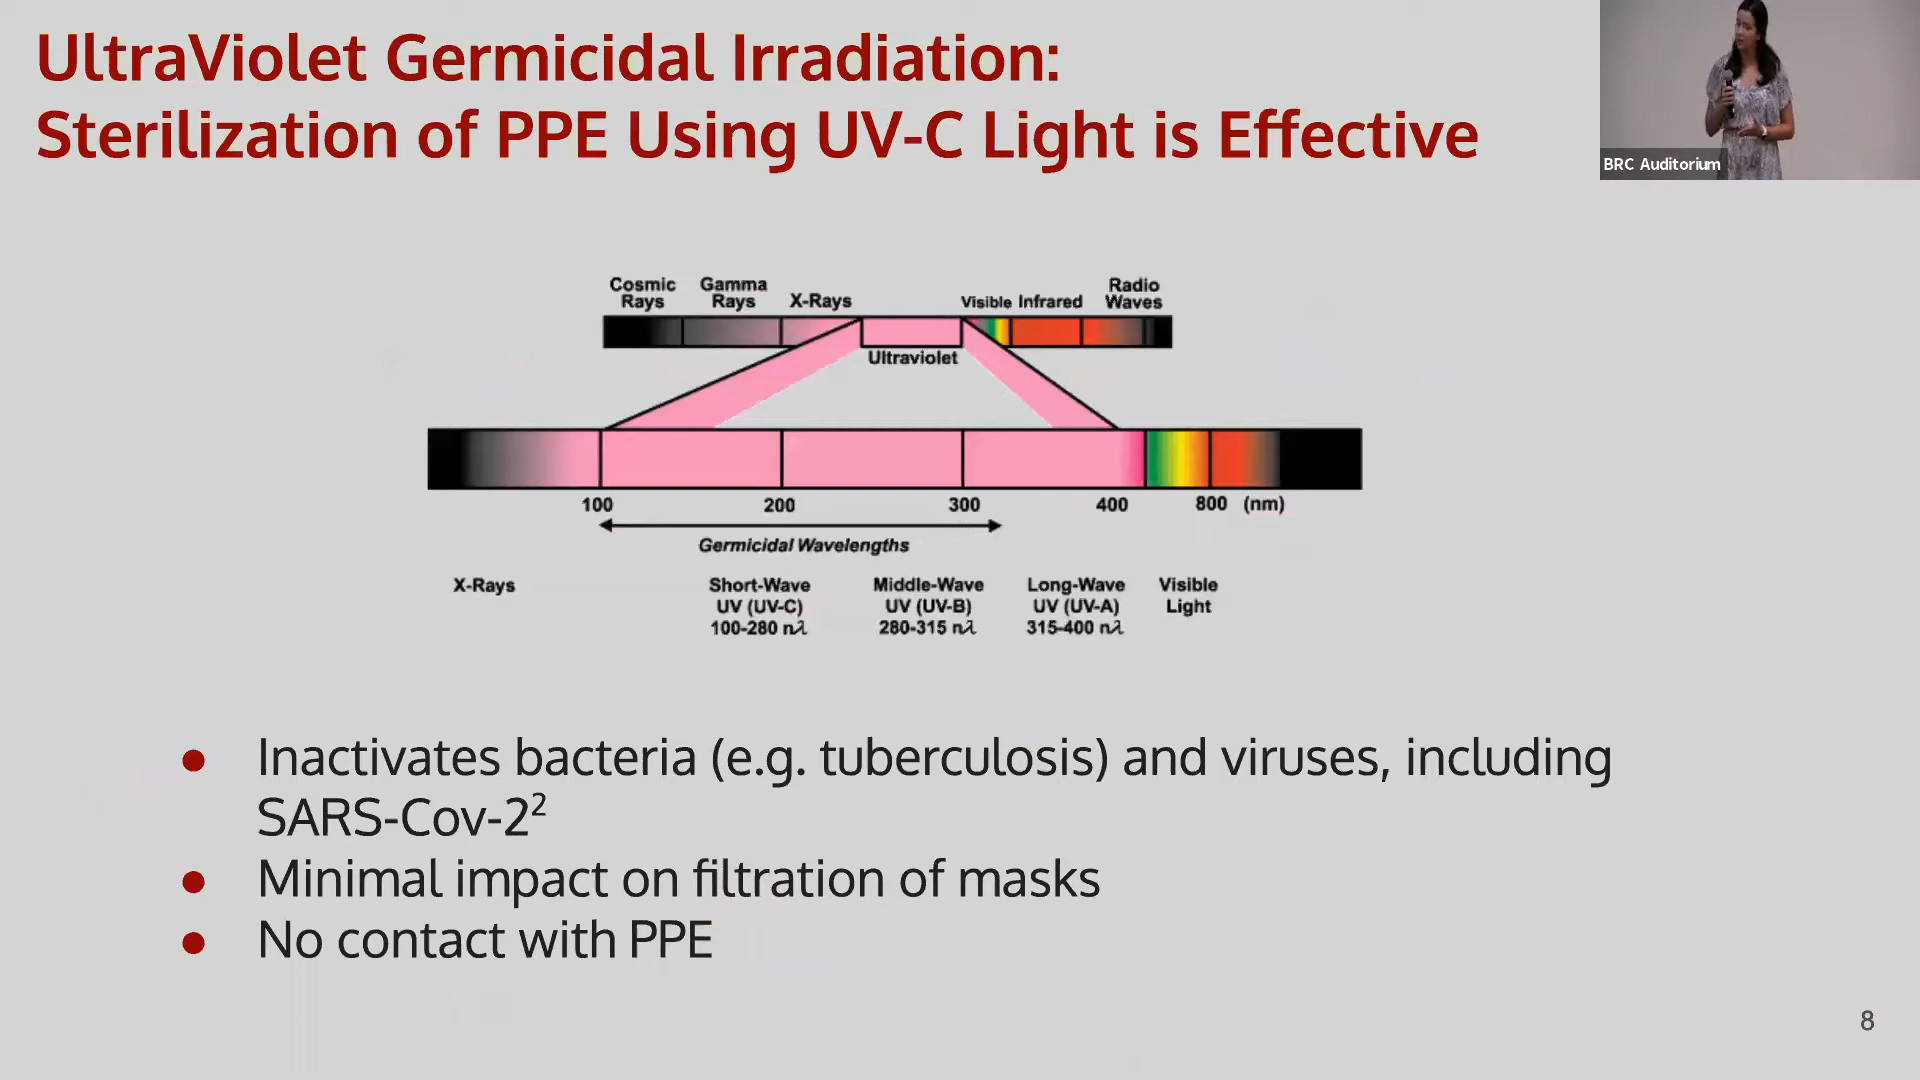 UltraViolet Germicidal Irradiation:
Sterilization of PPE Using UV-C Light is Effective
BRC Auditorium
Cosmic Rays
Gamma Rays
X-Rays
Visible
Infrared
Radio Waves
Ultraviolet
100 200 300 400 800 (nm)
Germicidal Wavelengths
X-Rays
Short-Wave
UV (UV-C)
100-280 nλ
Middle-Wave
UV (UV-B)
280-315 nλ
Long-Wave
UV (UV-A)
315-400 nλ
Visible
Light
● Inactivates bacteria (e.g. tuberculosis) and viruses, including
SARS-Cov-2²
● Minimal impact on filtration of masks
● No contact with PPE
8